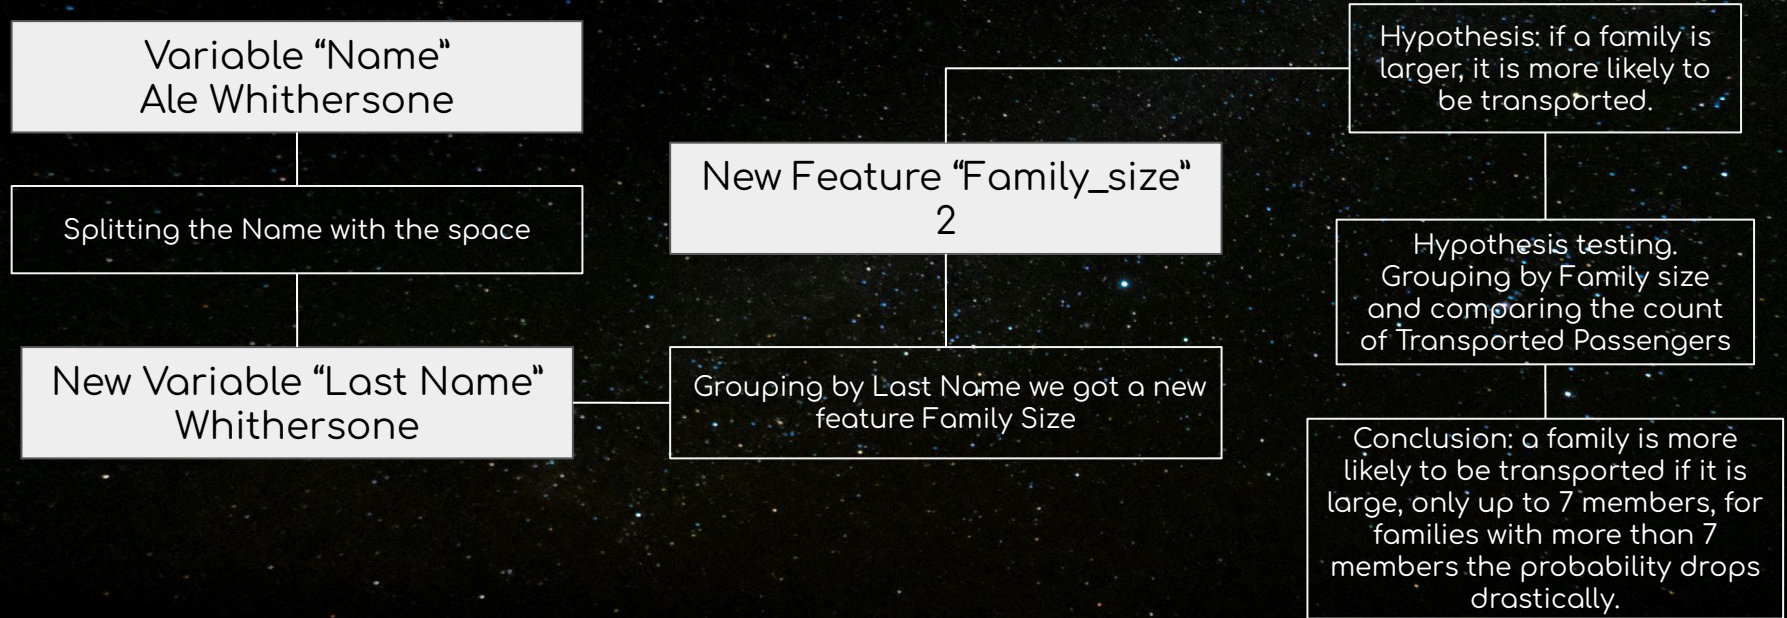 Variable “Name”
Ale Whithersone
Splitting the Name with the space
New Variable “Last Name”
Whithersone
Grouping by Last Name we got a new
feature Family Size
New Feature “Family_size”
2
Hypothesis: if a family is
larger, it is more likely to
be transported.
Hypothesis testing.
Grouping by Family size
and comparing the count
of Transported Passengers
Conclusion: a family is more
likely to be transported if it is
large, only up to 7 members, for
families with more than 7
members the probability drops
drastically.